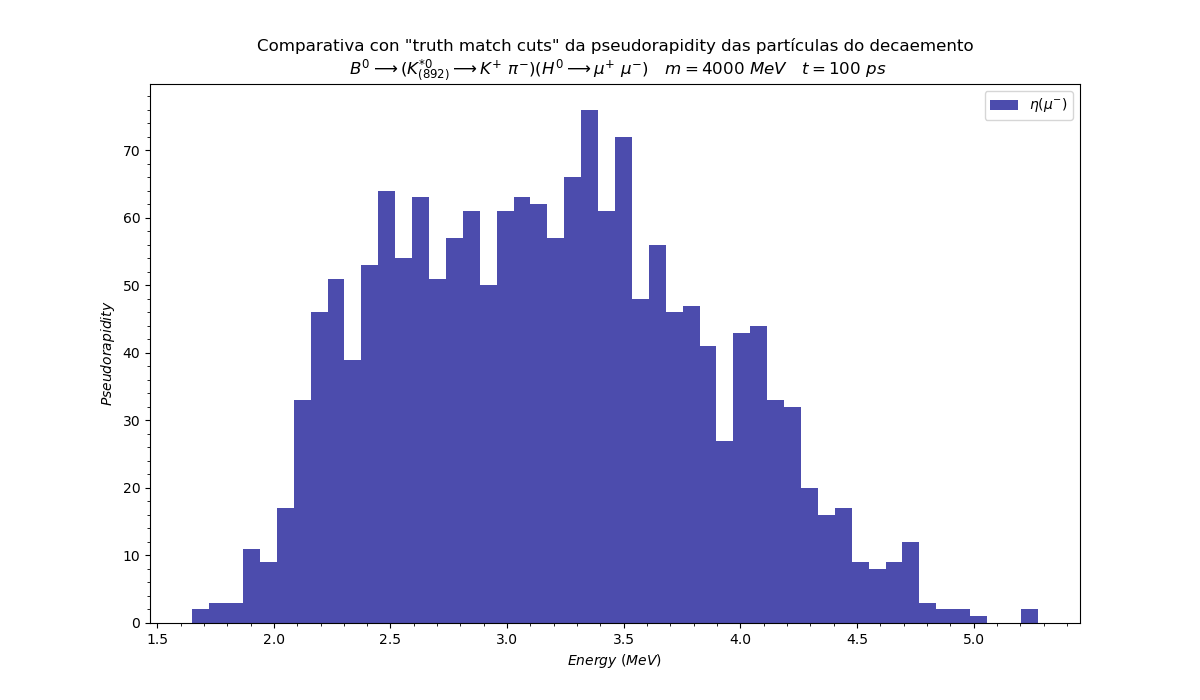 Comparativa con "truth match cuts" da pseudorapidity das partículas do decaemento
B⁰ ⟶ (K*⁰₍₈₉₂₎ ⟶ K⁺ π⁻)(H⁰ ⟶ μ⁺ μ⁻) m = 4000 MeV t = 100 ps
η(μ⁻)
Pseudorapidity
70
60
50
40
30
20
10
0
1.5 2.0 2.5 3.0 3.5 4.0 4.5 5.0
Energy (MeV)